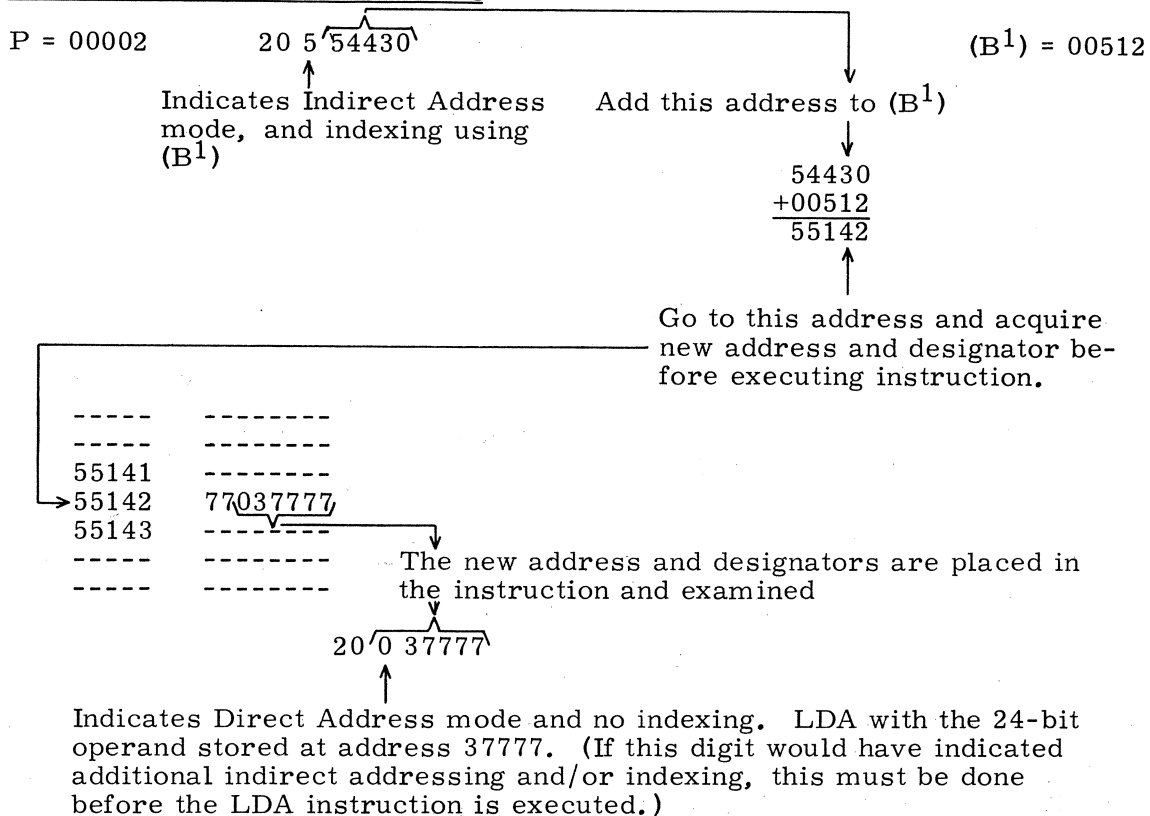 P = 00002 20 5 54430 (B¹) = 00512
Indicates Indirect Address
mode, and indexing using
(B¹)
Add this address to (B¹)
54430
+00512
55142
Go to this address and acquire
new address and designator be-
fore executing instruction.
----- --------
----- --------
55141 --------
55142 77037777
55143 --------
----- --------
----- --------
The new address and designators are placed in
the instruction and examined
20 0 37777
Indicates Direct Address mode and no indexing. LDA with the 24-bit
operand stored at address 37777. (If this digit would have indicated
additional indirect addressing and/or indexing, this must be done
before the LDA instruction is executed.)